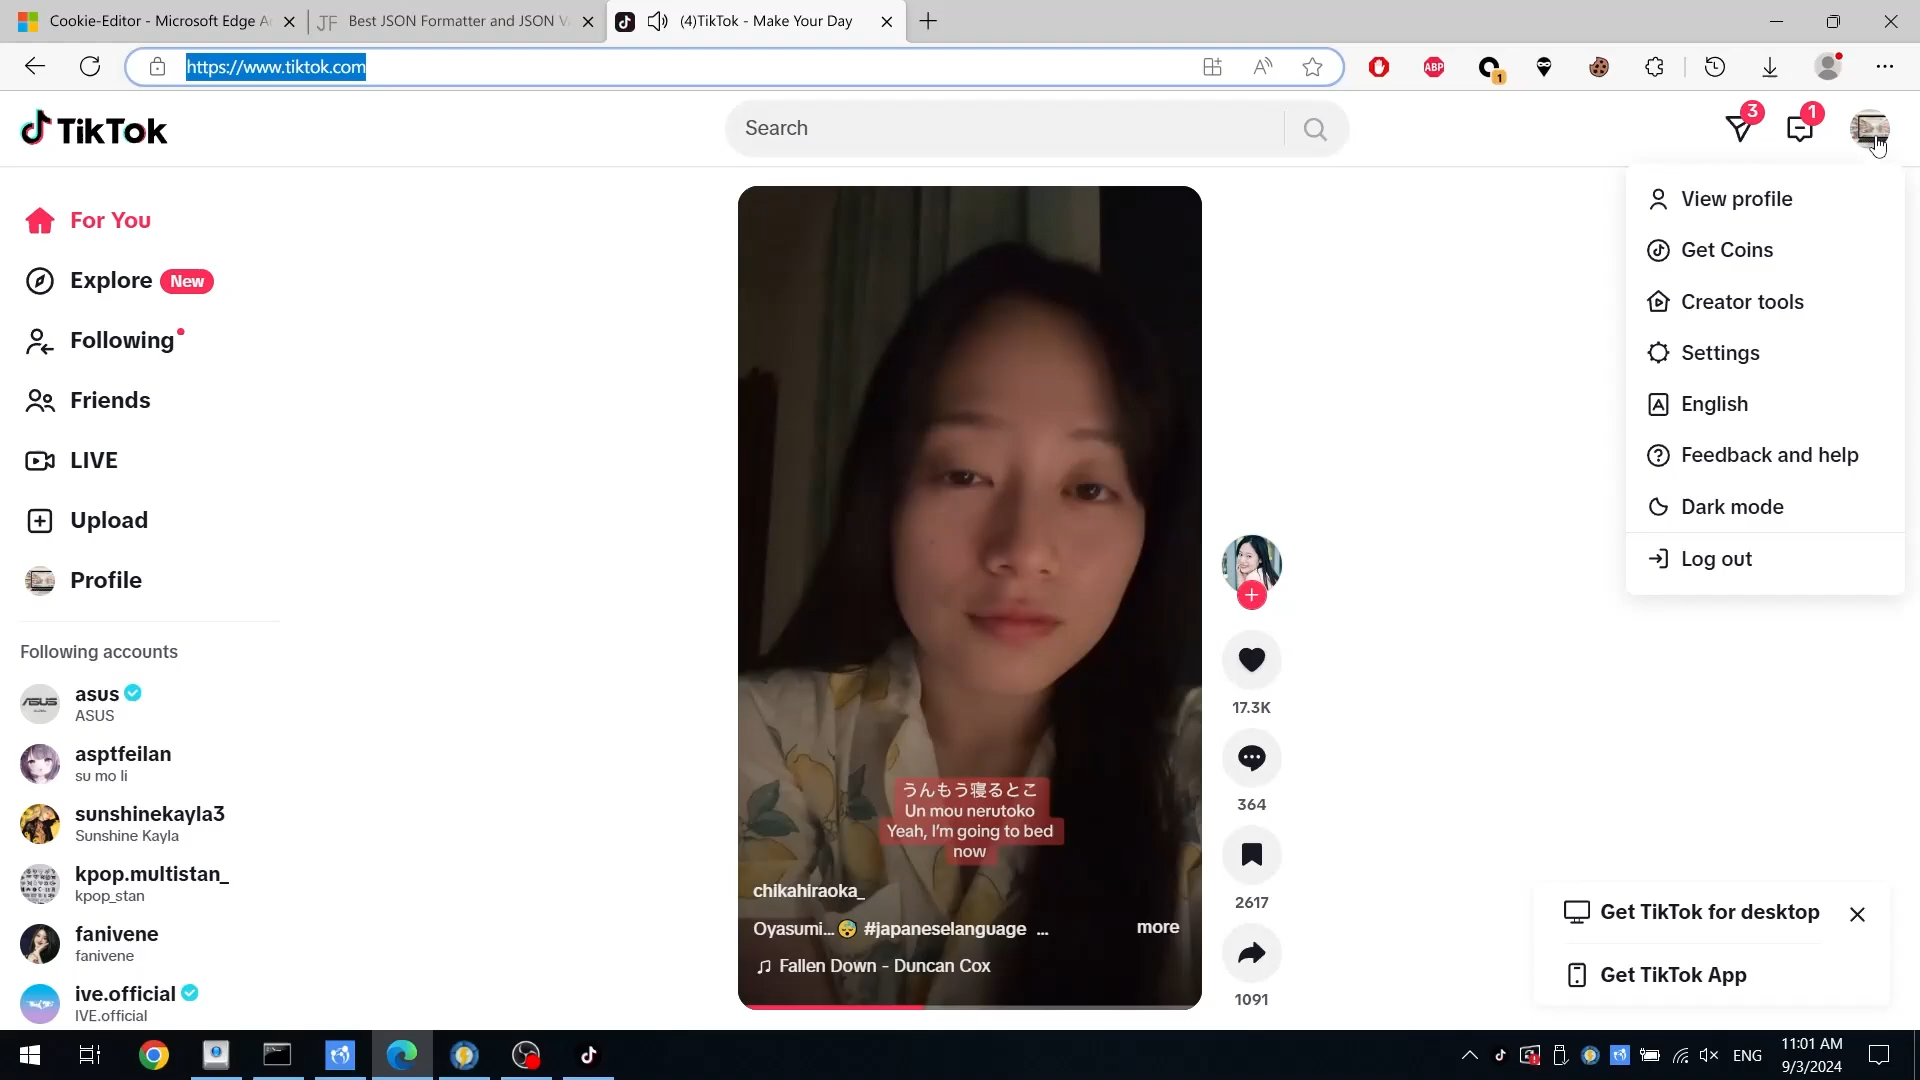 Cookie-Editor - Microsoft Edge A
Best JSON Formatter and JSON V
(4)TikTok - Make Your Day
https://www.tiktok.com
ABP
1
TikTok
Search
3
1
For You
Explore New
Following
Friends
LIVE
Upload
Profile
Following accounts
asus
ASUS
asptfeilan
su mo li
sunshinekayla3
Sunshine Kayla
kpop.multistan_
kpop_stan
fanivene
fanivene
ive.official
IVE.official
うんもう寝るとこ
Un mou nerutoko
Yeah, I'm going to bed
now
chikahiraoka_
Oyasumi...😴 #japaneselanguage ...
more
Fallen Down - Duncan Cox
17.3K
364
2617
1091
View profile
Get Coins
Creator tools
Settings
English
Feedback and help
Dark mode
Log out
Get TikTok for desktop
Get TikTok App
ENG
11:01 AM
9/3/2024